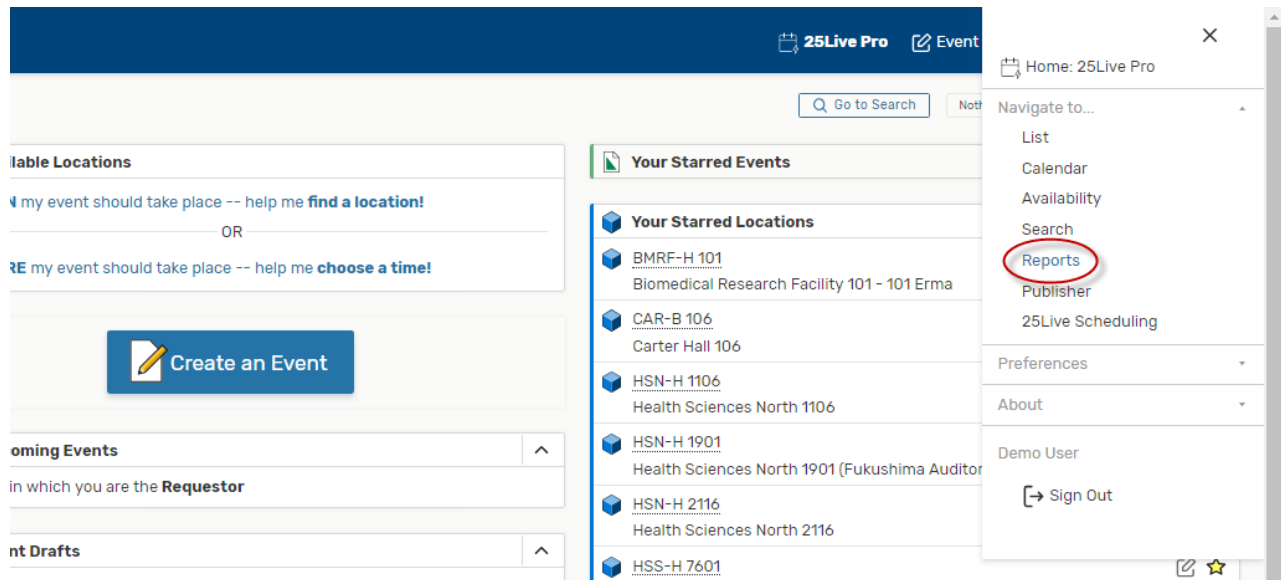 25Live Pro
Event
Home: 25Live Pro
Go to Search
Navigate to...
List
Calendar
Availability
Search
Reports
Publisher
25Live Scheduling
Preferences
About
Demo User
Sign Out
Locations
my event should take place -- help me find a location!
OR
my event should take place -- help me choose a time!
Create an Event
Events
in which you are the Requestor
Drafts
Your Starred Events
Your Starred Locations
BMRF-H 101
Biomedical Research Facility 101 - 101 Erma
CAR-B 106
Carter Hall 106
HSN-H 1106
Health Sciences North 1106
HSN-H 1901
Health Sciences North 1901 (Fukushima Auditor
HSN-H 2116
Health Sciences North 2116
HSS-H 7601